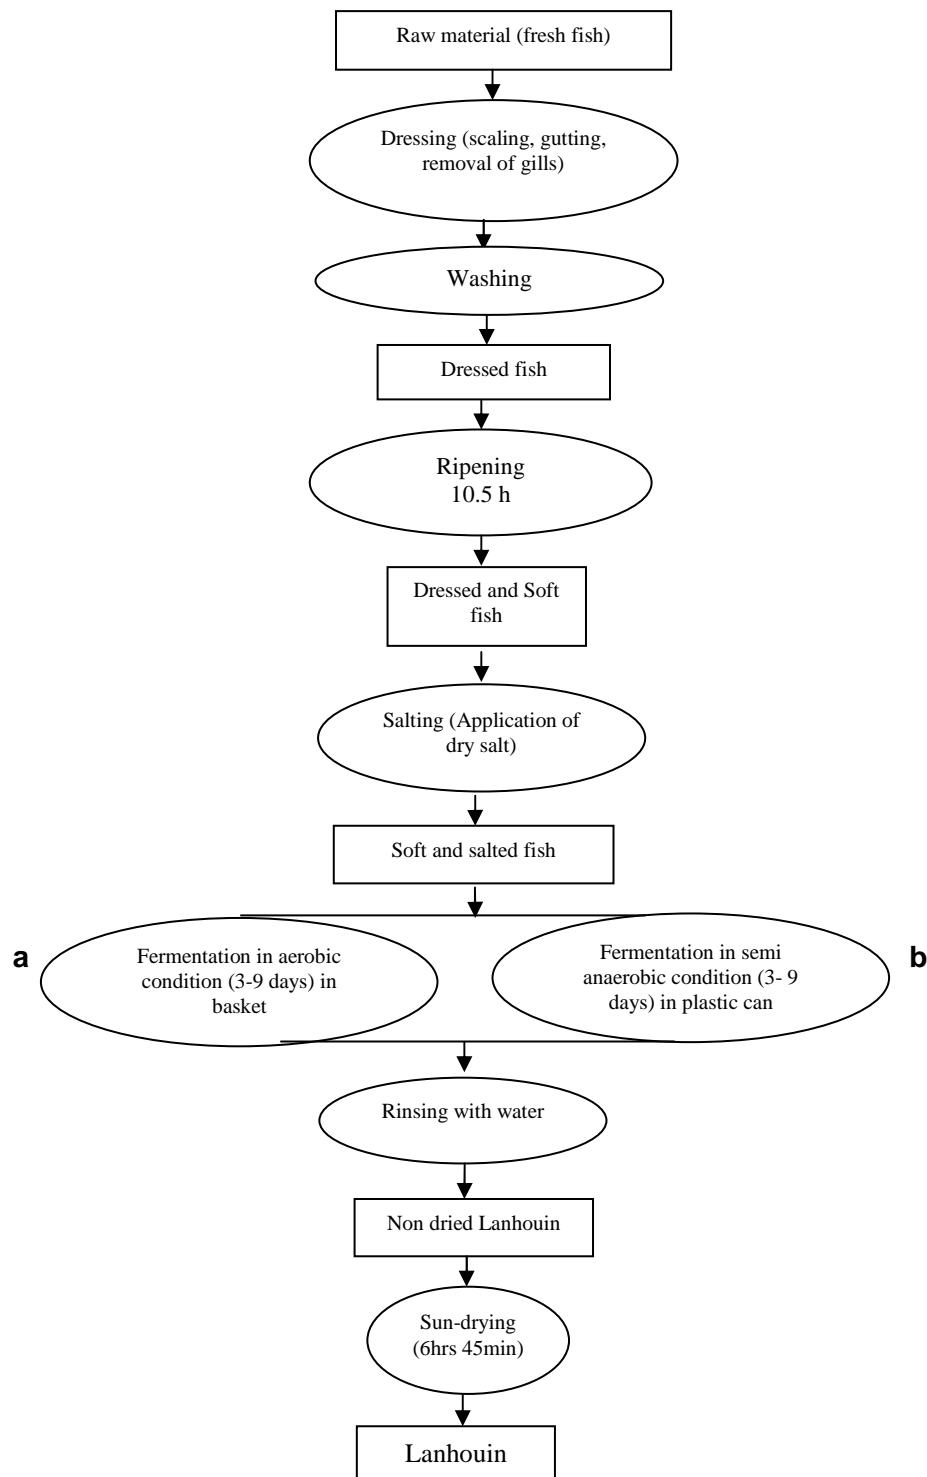 Raw material (fresh fish)
Dressing (scaling, gutting,
removal of gills)
Washing
Dressed fish
Ripening
10.5 h
Dressed and Soft
fish
Salting (Application of
dry salt)
Soft and salted fish
a
Fermentation in aerobic
condition (3-9 days) in
basket
Fermentation in semi
anaerobic condition (3- 9
days) in plastic can
b
Rinsing with water
Non dried Lanhouin
Sun-drying
(6hrs 45min)
Lanhouin